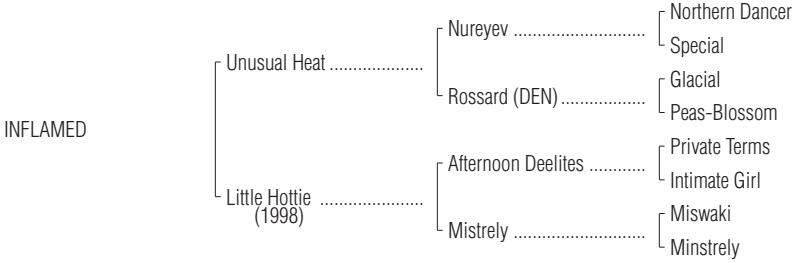 Northern Dancer
Nureyev ............................
Special
Unusual Heat ....................
Glacial
Rossard (DEN) ..................
Peas-Blossom
INFLAMED
Private Terms
Afternoon Deelites ............
Intimate Girl
Little Hottie ......................
(1998)
Miswaki
Mistrely ............................
Minstrely